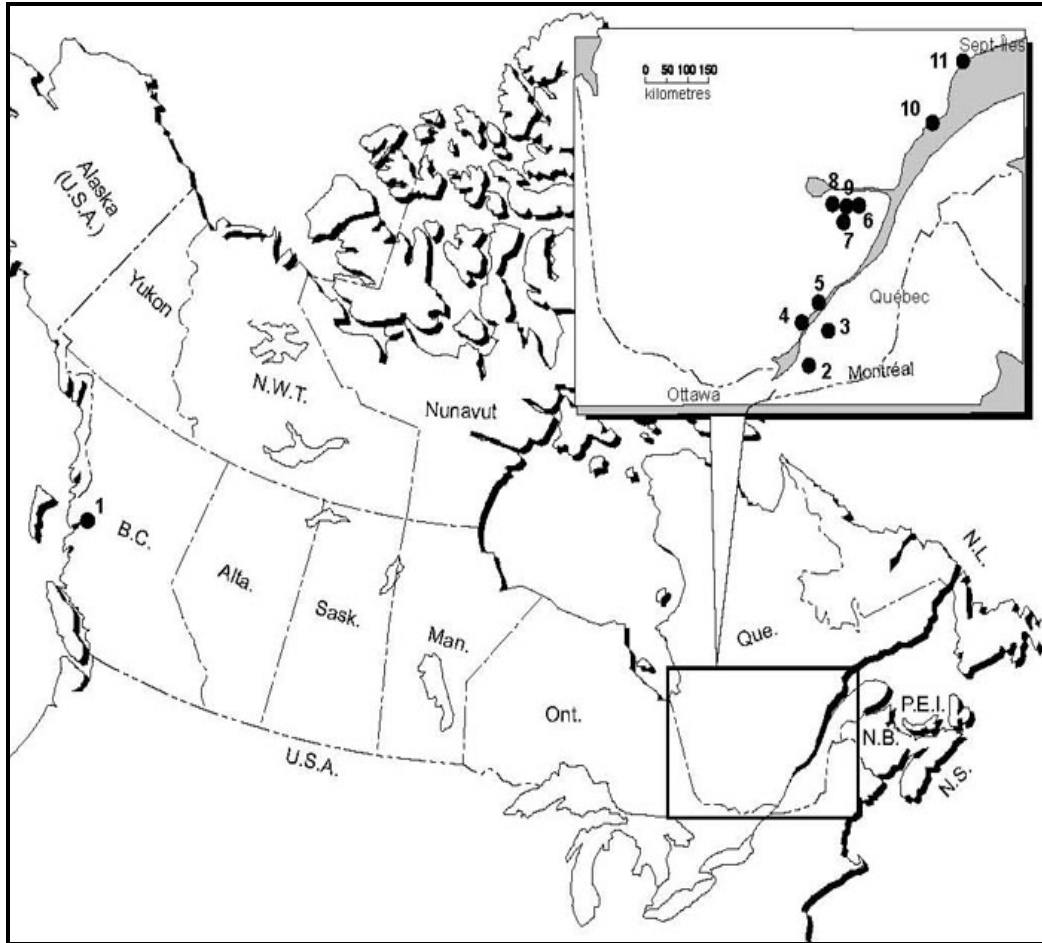 Sept-Îles
11
0 50 100 150
kilometres
10
8 9
6
7
5
Québec
4
3
2
Montréal
Ottawa
Alaska
(U.S.A.)
Yukon
N.W.T.
Nunavut
1
B.C.
Alta.
Sask.
Man.
Ont.
Que.
N.L.
P.E.I.
N.B.
N.S.
U.S.A.